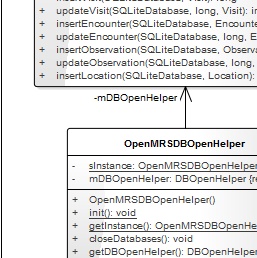 + updateVisit(SQLiteDatabase, long, Visit): in
+ insertEncounter(SQLiteDatabase, Encounte
+ updateEncounter(SQLiteDatabase, long, E
+ insertObservation(SQLiteDatabase, Observa
+ updateObservation(SQLiteDatabase, long,
+ insertLocation(SQLiteDatabase, Location):
-mDBOpenHelper
OpenMRSDBOpenHelper
- sInstance: OpenMRSDBOpenHelper
- mDBOpenHelper: DBOpenHelper {re
+ OpenMRSDBOpenHelper()
+ init(): void
+ getInstance(): OpenMRSDBOpenHe
+ closeDatabases(): void
+ getDBOpenHelper(): DBOpenHelper